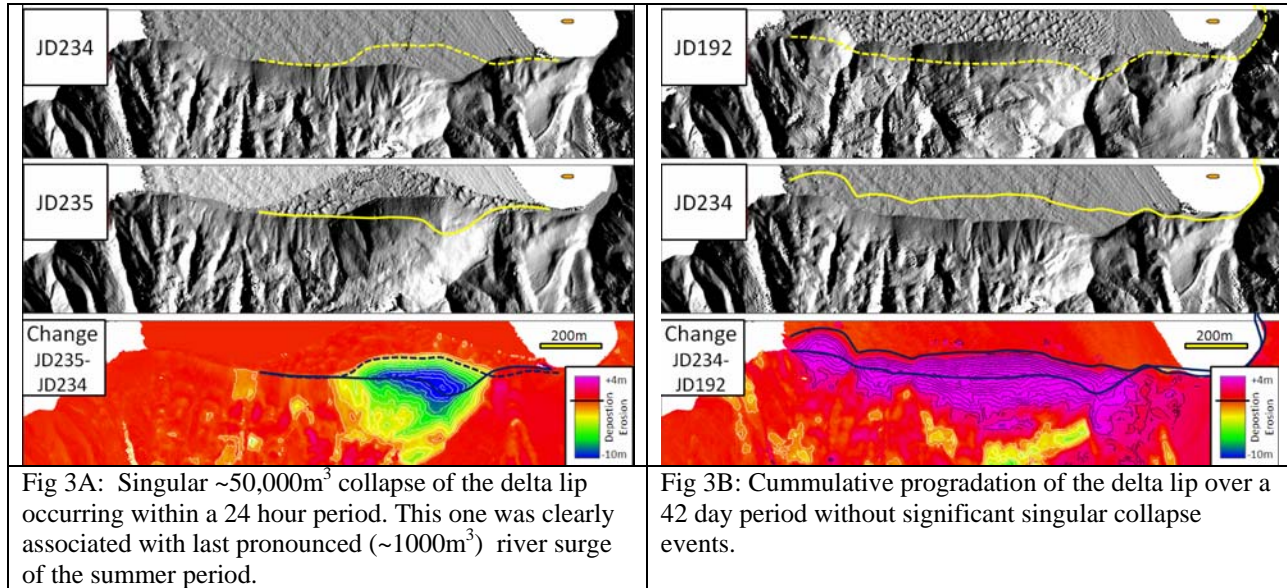 JD234
JD235
Change
JD235-
JD234
200m
+4m
Depostion
Erosion
-10m
Fig 3A: Singular ~50,000m³ collapse of the delta lip
occurring within a 24 hour period. This one was clearly
associated with last pronounced (~1000m³) river surge
of the summer period.
JD192
JD234
Change
JD234-
JD192
200m
+4m
Depostion
Erosion
-10m
Fig 3B: Cummulative progradation of the delta lip over a
42 day period without significant singular collapse
events.